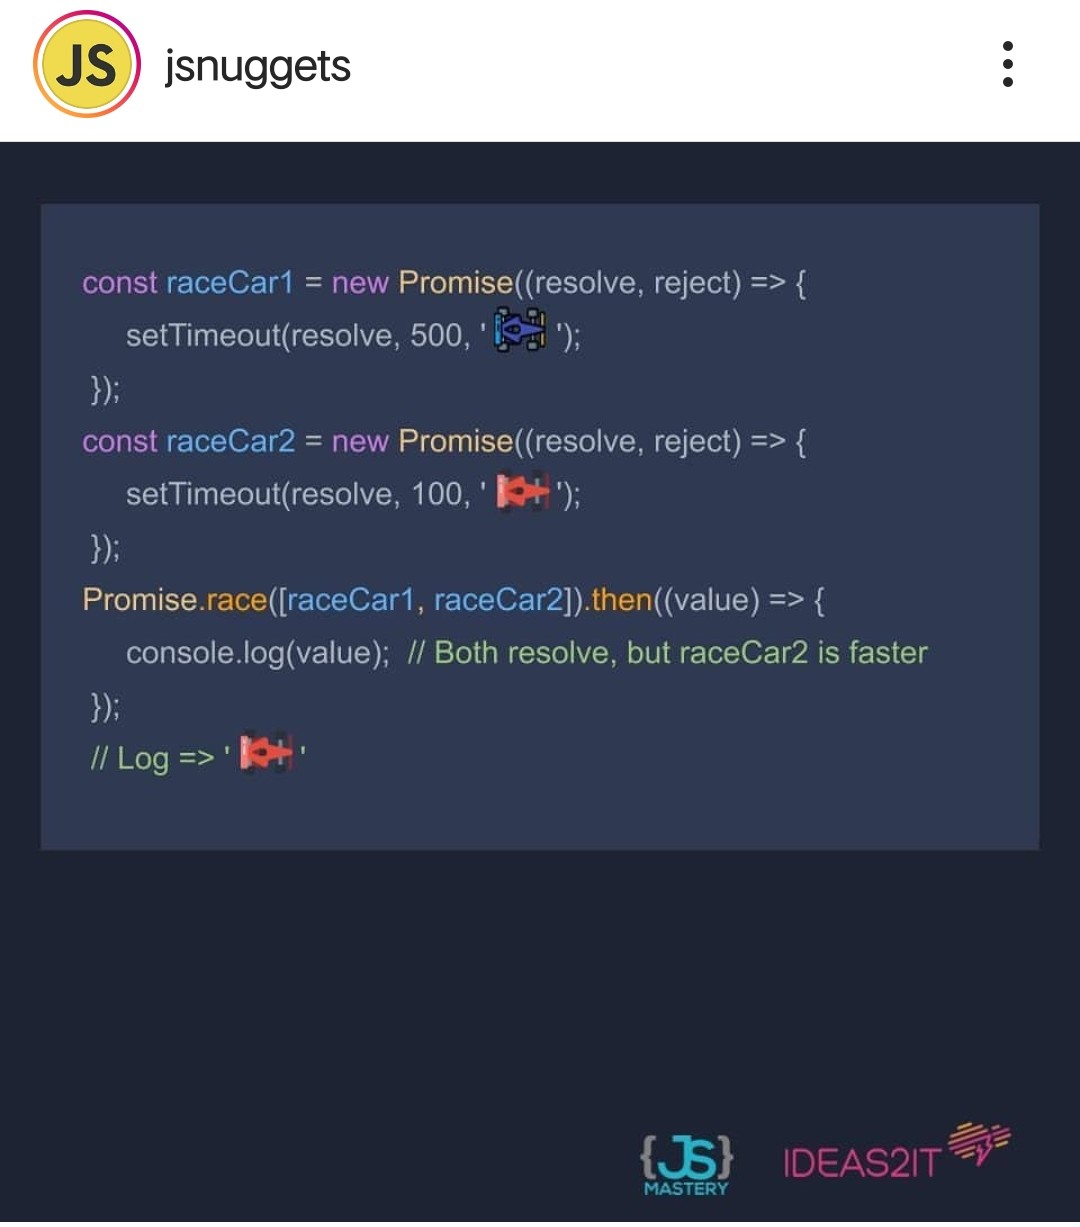 JS jsnuggets
const raceCar1 = new Promise((resolve, reject) => {
setTimeout(resolve, 500, ' ');
});
const raceCar2 = new Promise((resolve, reject) => {
setTimeout(resolve, 100, ' ');
});
Promise.race([raceCar1, raceCar2]).then((value) => {
console.log(value); // Both resolve, but raceCar2 is faster
});
// Log => ' '
{JS}
MASTERY
IDEAS2IT